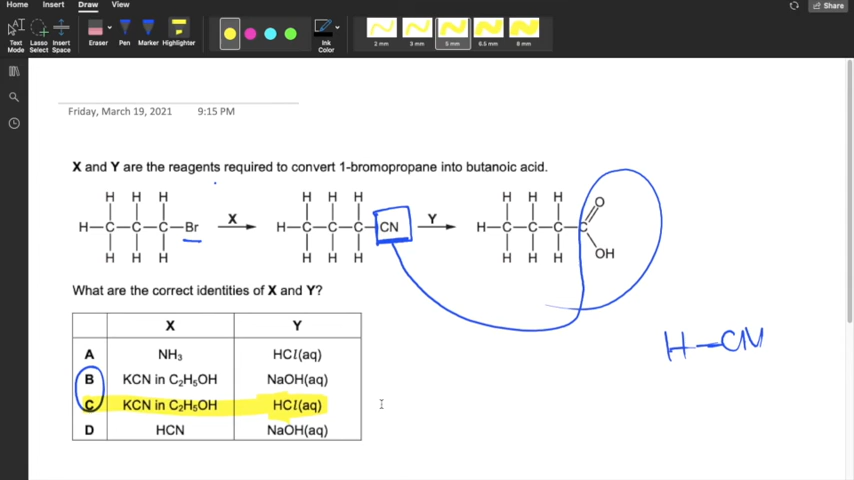 Home Insert Draw View
Share
Text Mode
Lasso Select
Insert Space
Eraser
Pen
Marker
Highlighter
Ink Color
2 mm
3 mm
5 mm
6.5 mm
8 mm
Friday, March 19, 2021 9:15 PM
X and Y are the reagents required to convert 1-bromopropane into butanoic acid.
H H H H H H H H H O
H—C—C—C—Br X H—C—C—C—CN Y H—C—C—C—C
H H H H H H H H H OH
What are the correct identities of X and Y?
H—CN
X Y
A NH₃ HCl(aq)
B KCN in C₂H₅OH NaOH(aq)
C KCN in C₂H₅OH HCl(aq)
D HCN NaOH(aq)